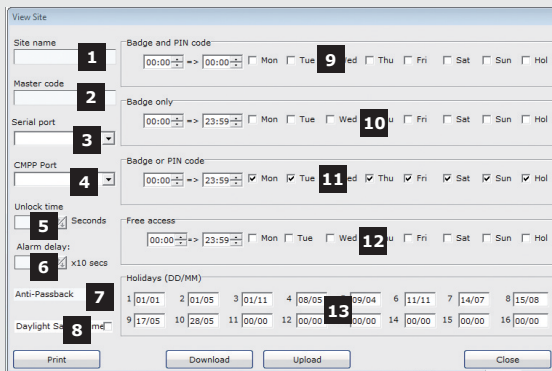 View Site
Site name
1
Master code
2
Serial port
3
CMPP Port
4
Unlock time
5 Seconds
Alarm delay:
6 x10 secs
Anti-Passback 7
8
Print
Badge and PIN code
00:00 => 00:00 Mon Tue 9 Thu Fri Sat Sun Hol
Badge only
00:00 => 23:59 Mon Tue Wed 10 Fri Sat Sun Hol
Badge or PIN code
00:00 => 23:59 Mon Tue 11 Wed Thu Fri Sat Sun Hol
Free access
00:00 => 23:59 Mon Tue Wed 12 Fri Sat Sun Hol
Holidays (DD/MM)
1 01/01 2 01/05 3 01/11 4 08/05 09/04 6 11/11 7 14/07 8 15/08
13
9 17/05 10 28/05 11 00/00 12 00/00 00/00 14 00/00 15 00/00 16 00/00
Download Upload Close